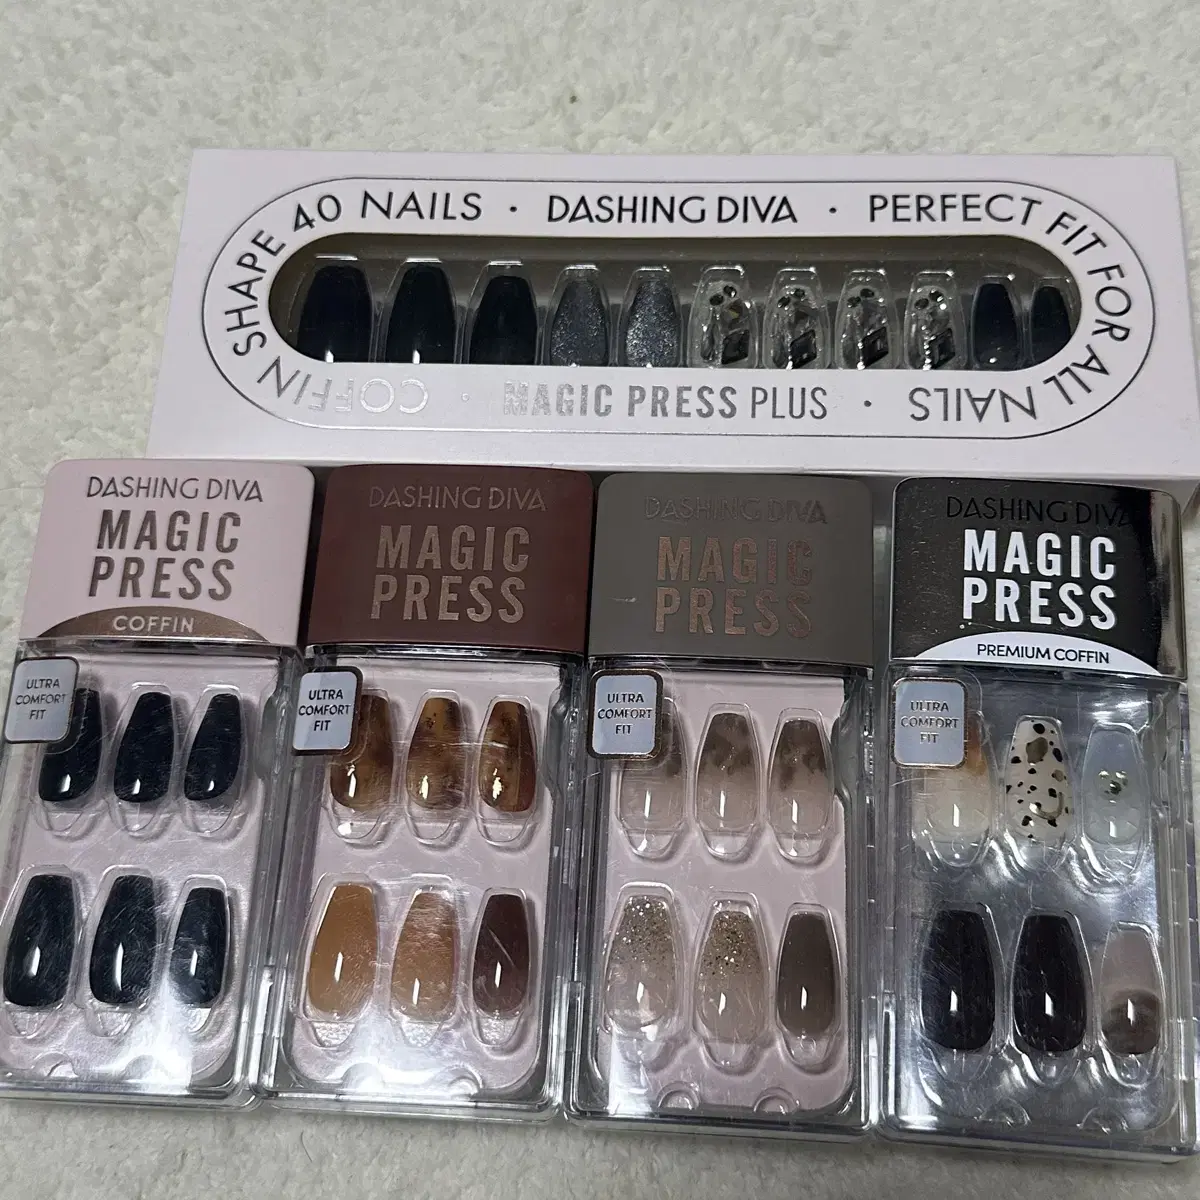 COFFIN SHAPE 40 NAILS · DASHING DIVA · PERFECT FIT FOR ALL NAILS · MAGIC PRESS PLUS ·
DASHING DIVA
MAGIC
PRESS
COFFIN
ULTRA
COMFORT
FIT
DASHING DIVA
MAGIC
PRESS
ULTRA
COMFORT
FIT
DASHING DIVA
MAGIC
PRESS
ULTRA
COMFORT
FIT
DASHING DIVA
MAGIC
PRESS
PREMIUM COFFIN
ULTRA
COMFORT
FIT